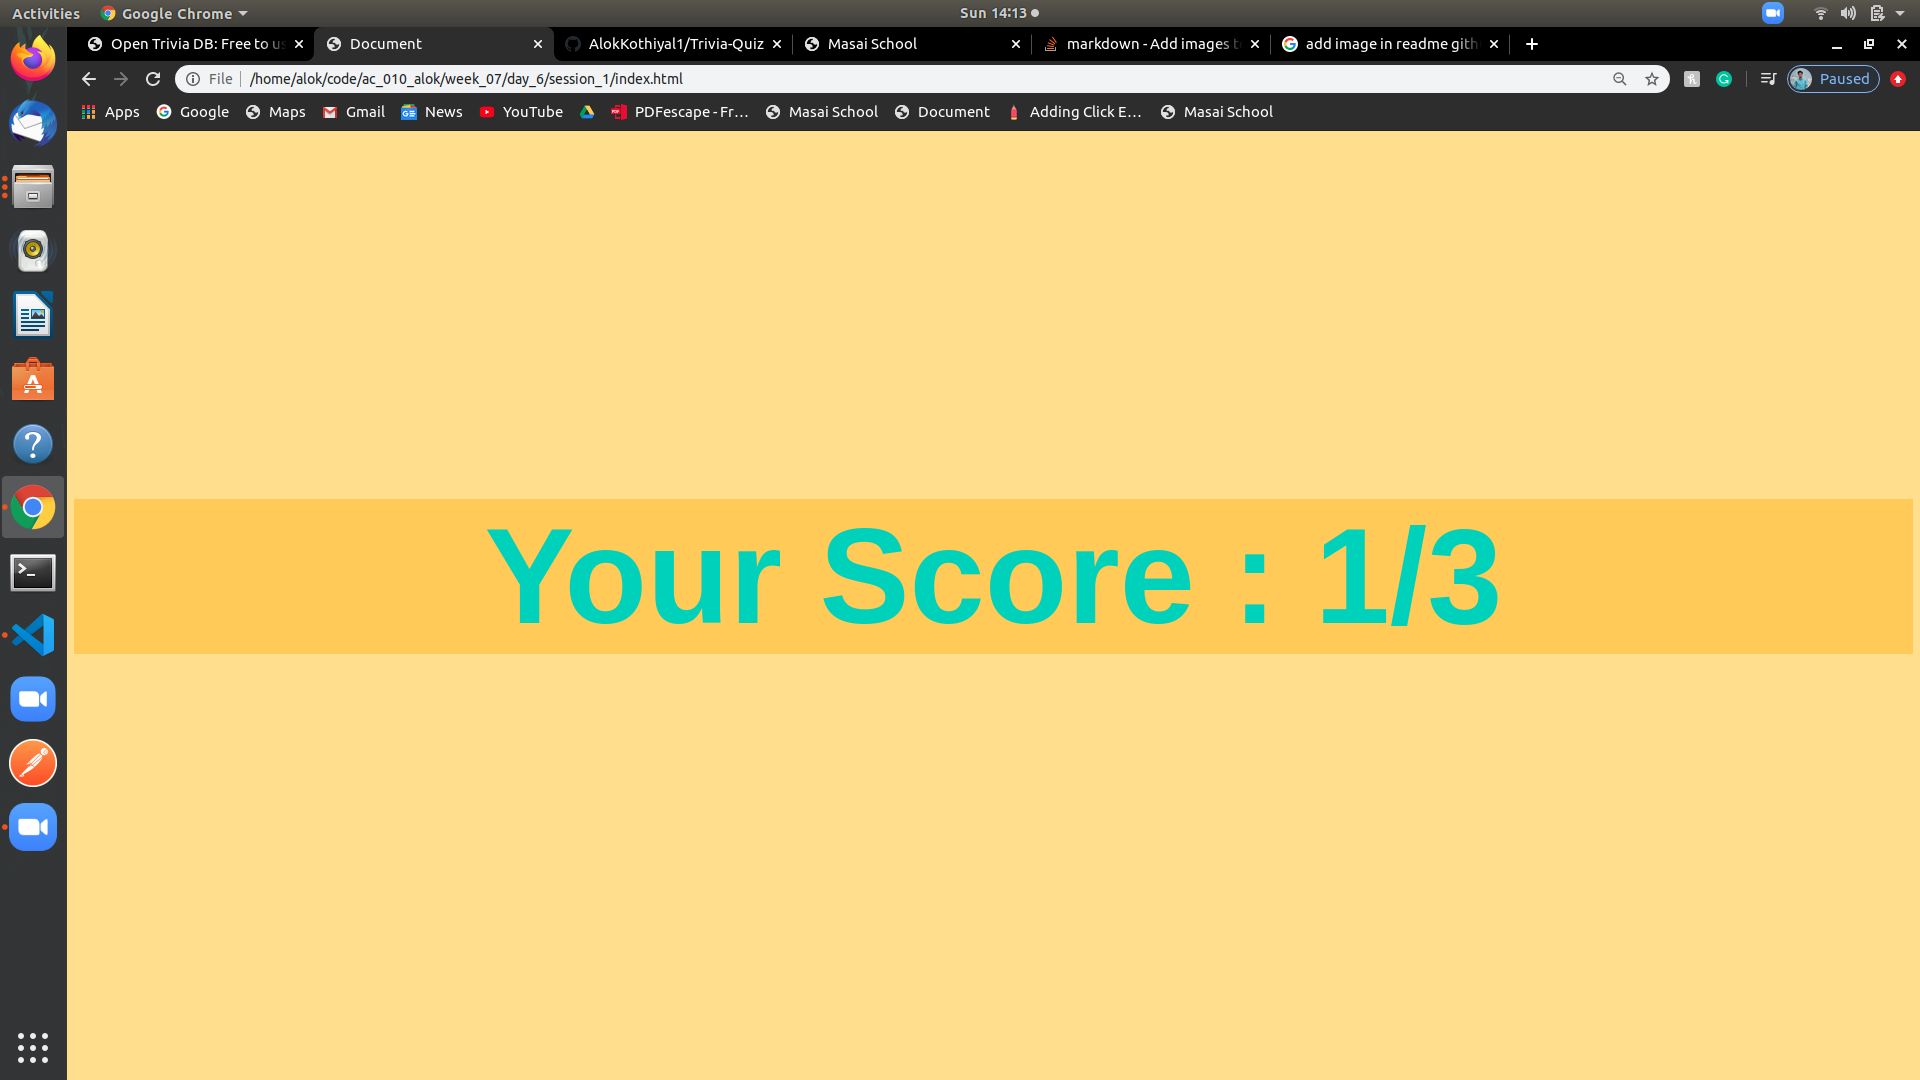 Activities Google Chrome Sun 14:13
Open Trivia DB: Free to us Document AlokKothiyal1/Trivia-Quiz Masai School markdown - Add images to add image in readme gith
File /home/alok/code/ac_010_alok/week_07/day_6/session_1/index.html Paused
Apps Google Maps Gmail News YouTube PDFescape - Fr... Masai School Document Adding Click E... Masai School
Your Score : 1/3